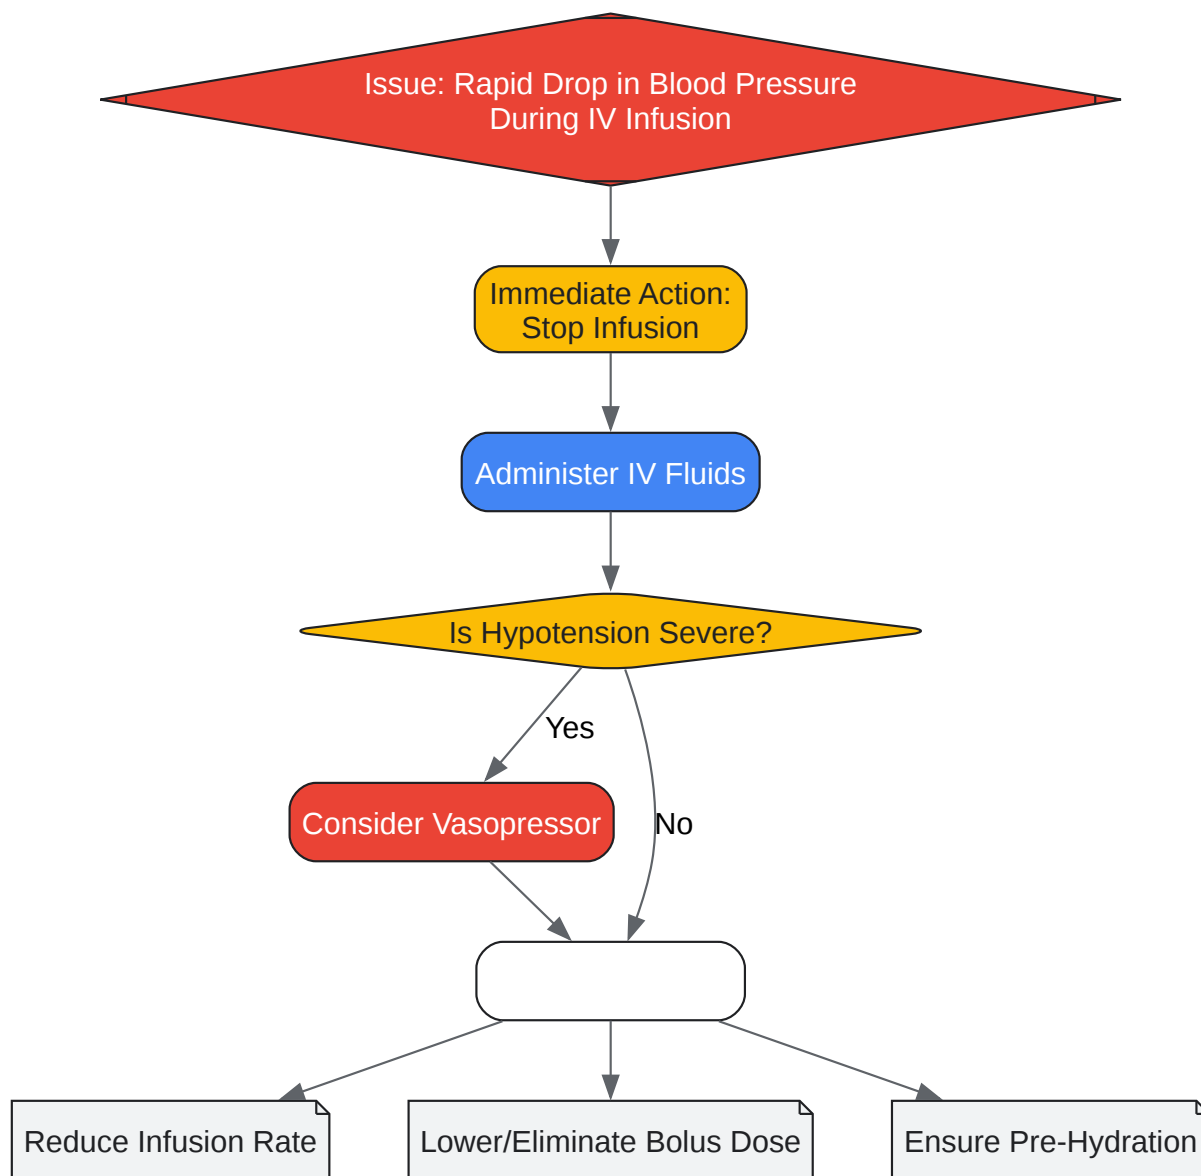 Issue: Rapid Drop in Blood Pressure
During IV Infusion
Immediate Action:
Stop Infusion
Administer IV Fluids
Is Hypotension Severe?
Yes
Consider Vasopressor
No
Reduce Infusion Rate
Lower/Eliminate Bolus Dose
Ensure Pre-Hydration